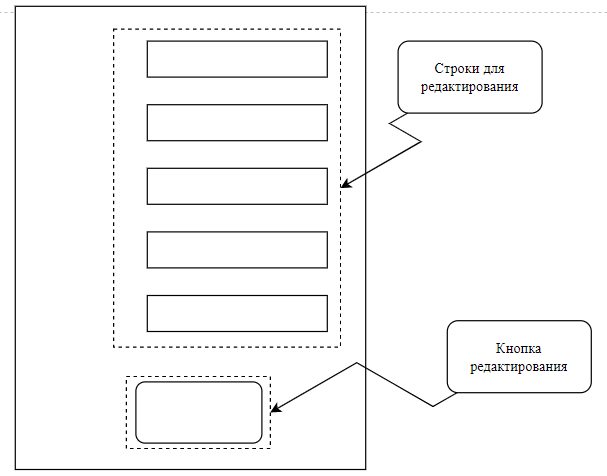 Строки для
редактирования
Кнопка
редактирования